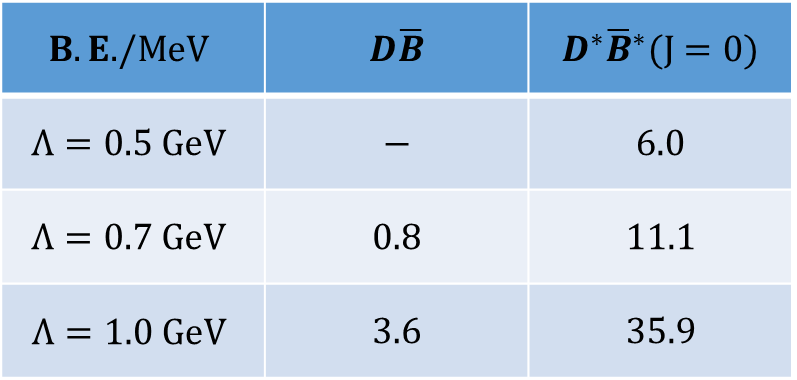 B. E./MeV DB̅ D*B̅*(J = 0)
Λ = 0.5 GeV − 6.0
Λ = 0.7 GeV 0.8 11.1
Λ = 1.0 GeV 3.6 35.9